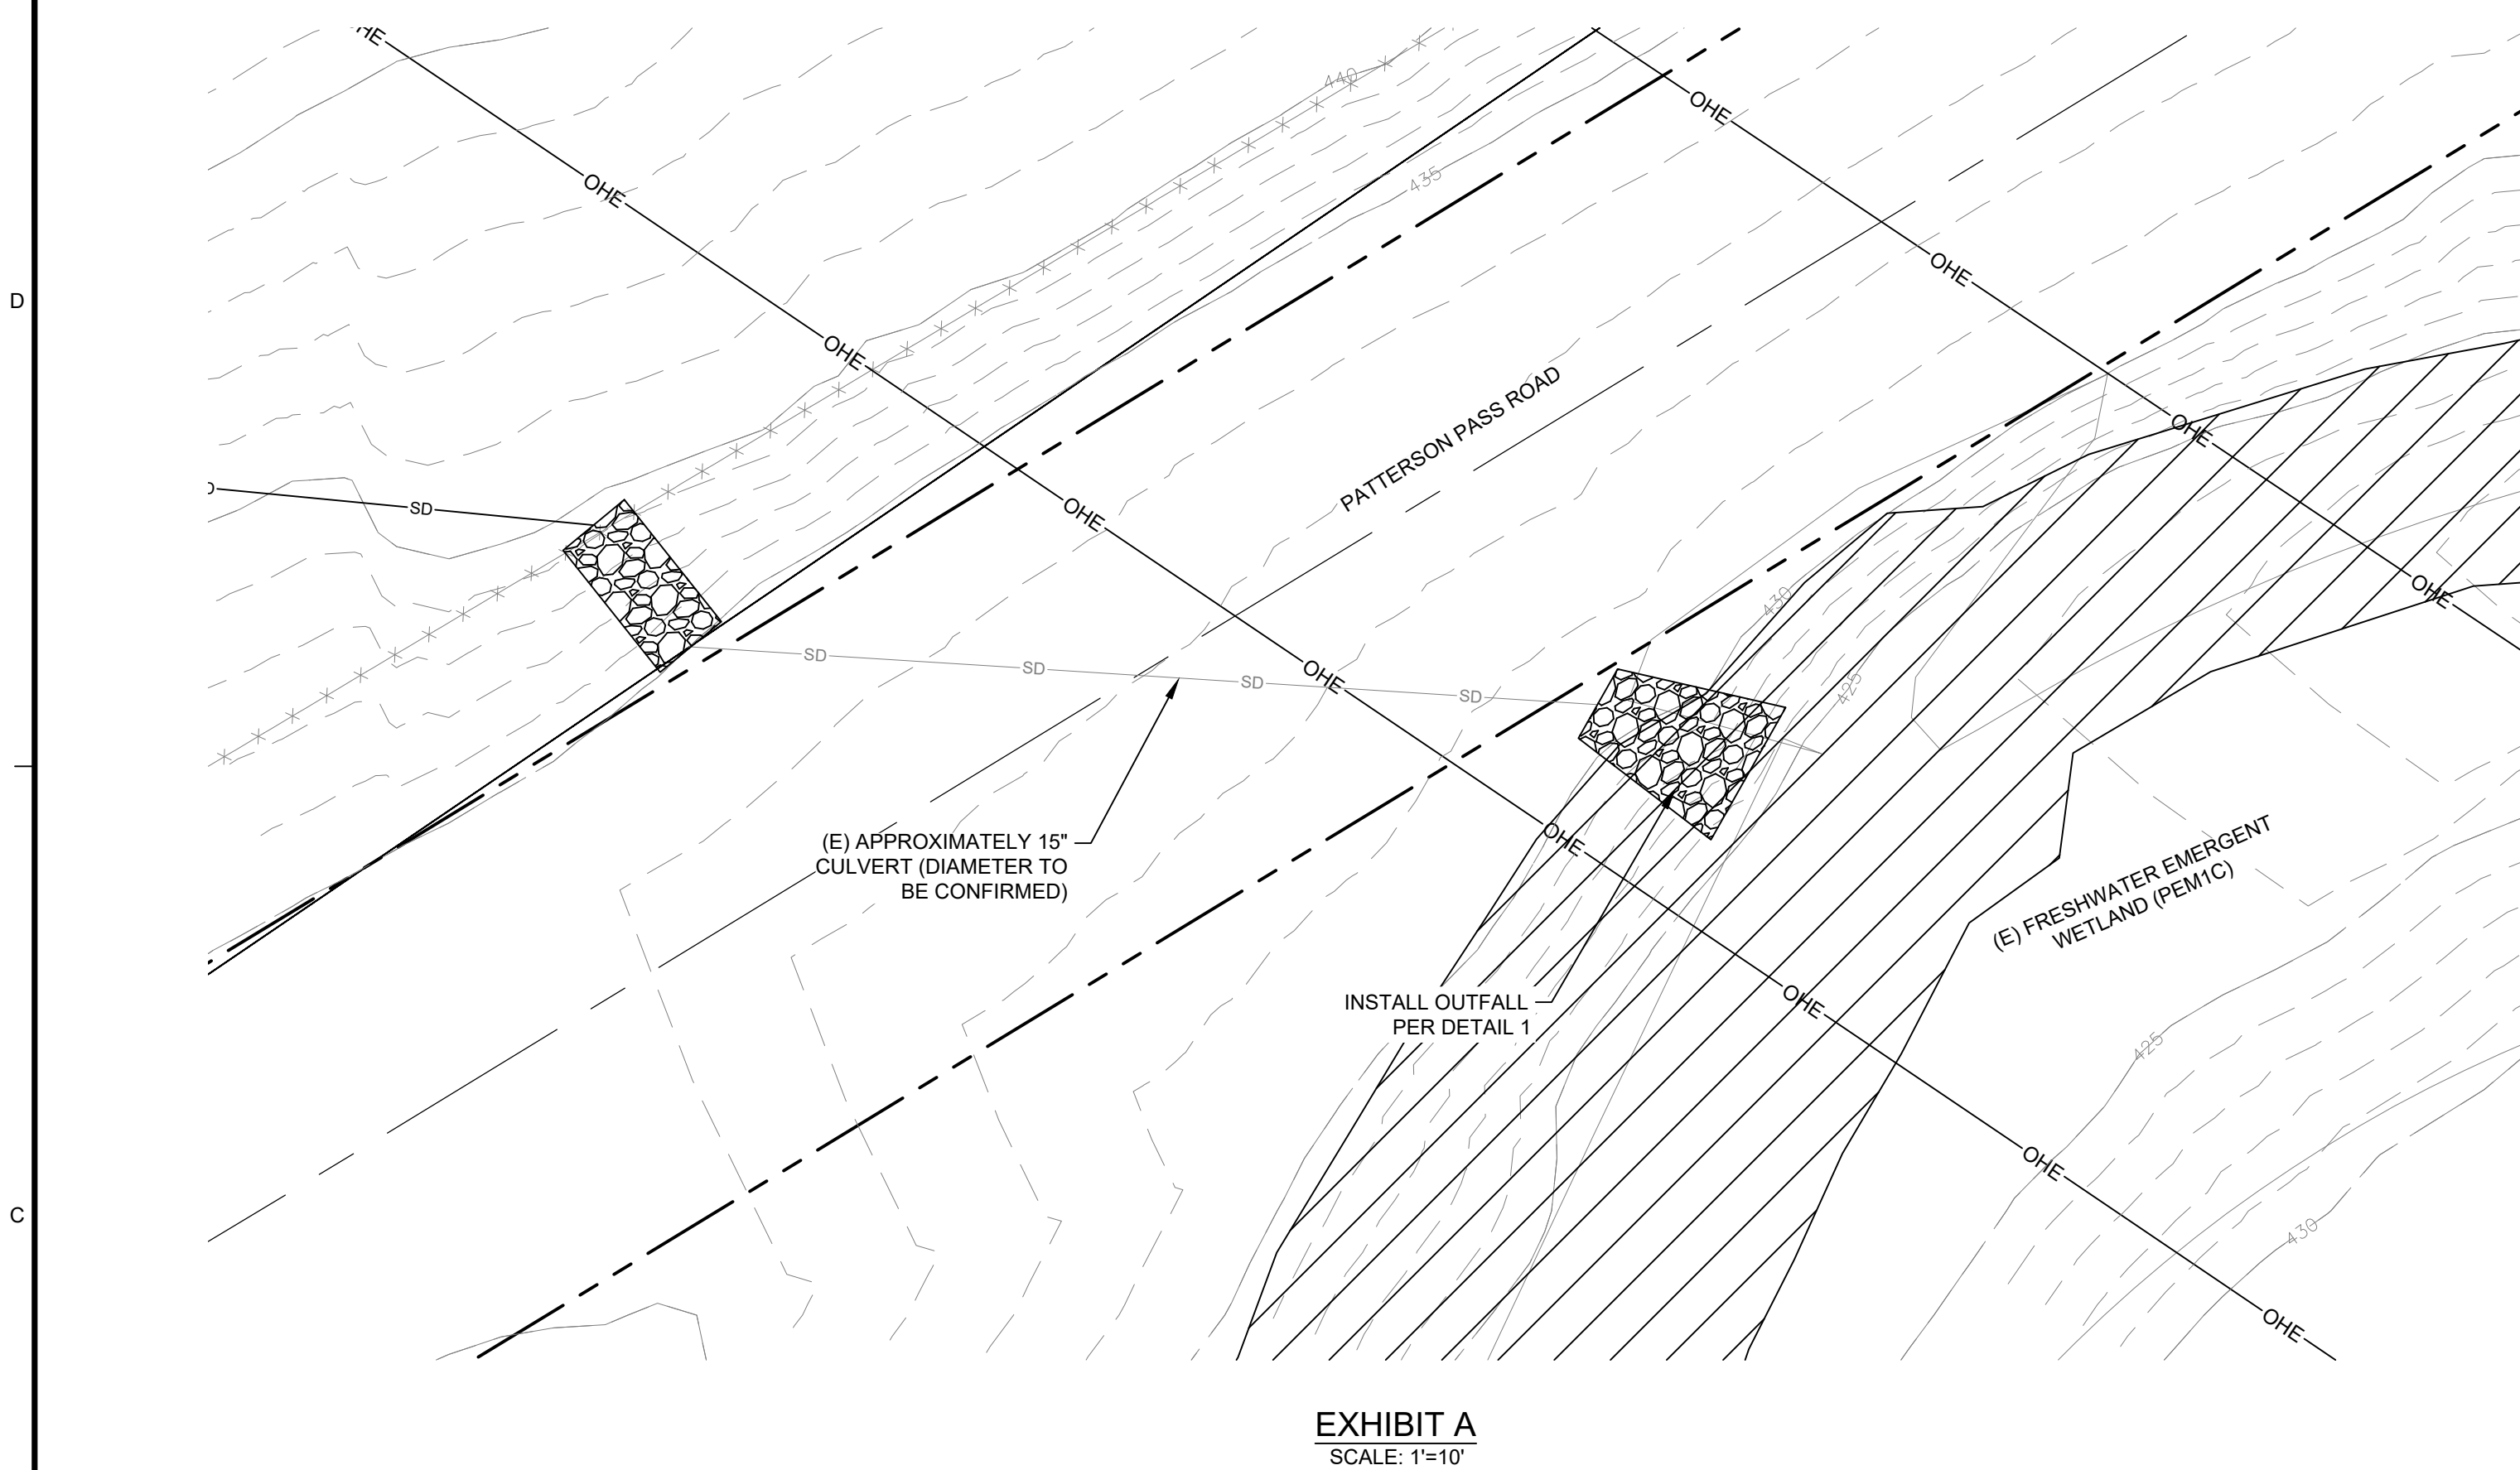 HE
OHE
440
OHE
435
OHE
D
OHE
OHE
PATTERSON PASS ROAD
OHE
SD
OHE
OHE
430
SD
SD
SD
SD
OHE
425
(E) APPROXIMATELY 15"
CULVERT (DIAMETER TO
BE CONFIRMED)
OHE
(E) FRESHWATER EMERGENT
WETLAND (PEM1C)
INSTALL OUTFALL
PER DETAIL 1
OHE
425
OHE
C
430
OHE
EXHIBIT A
SCALE: 1'=10'